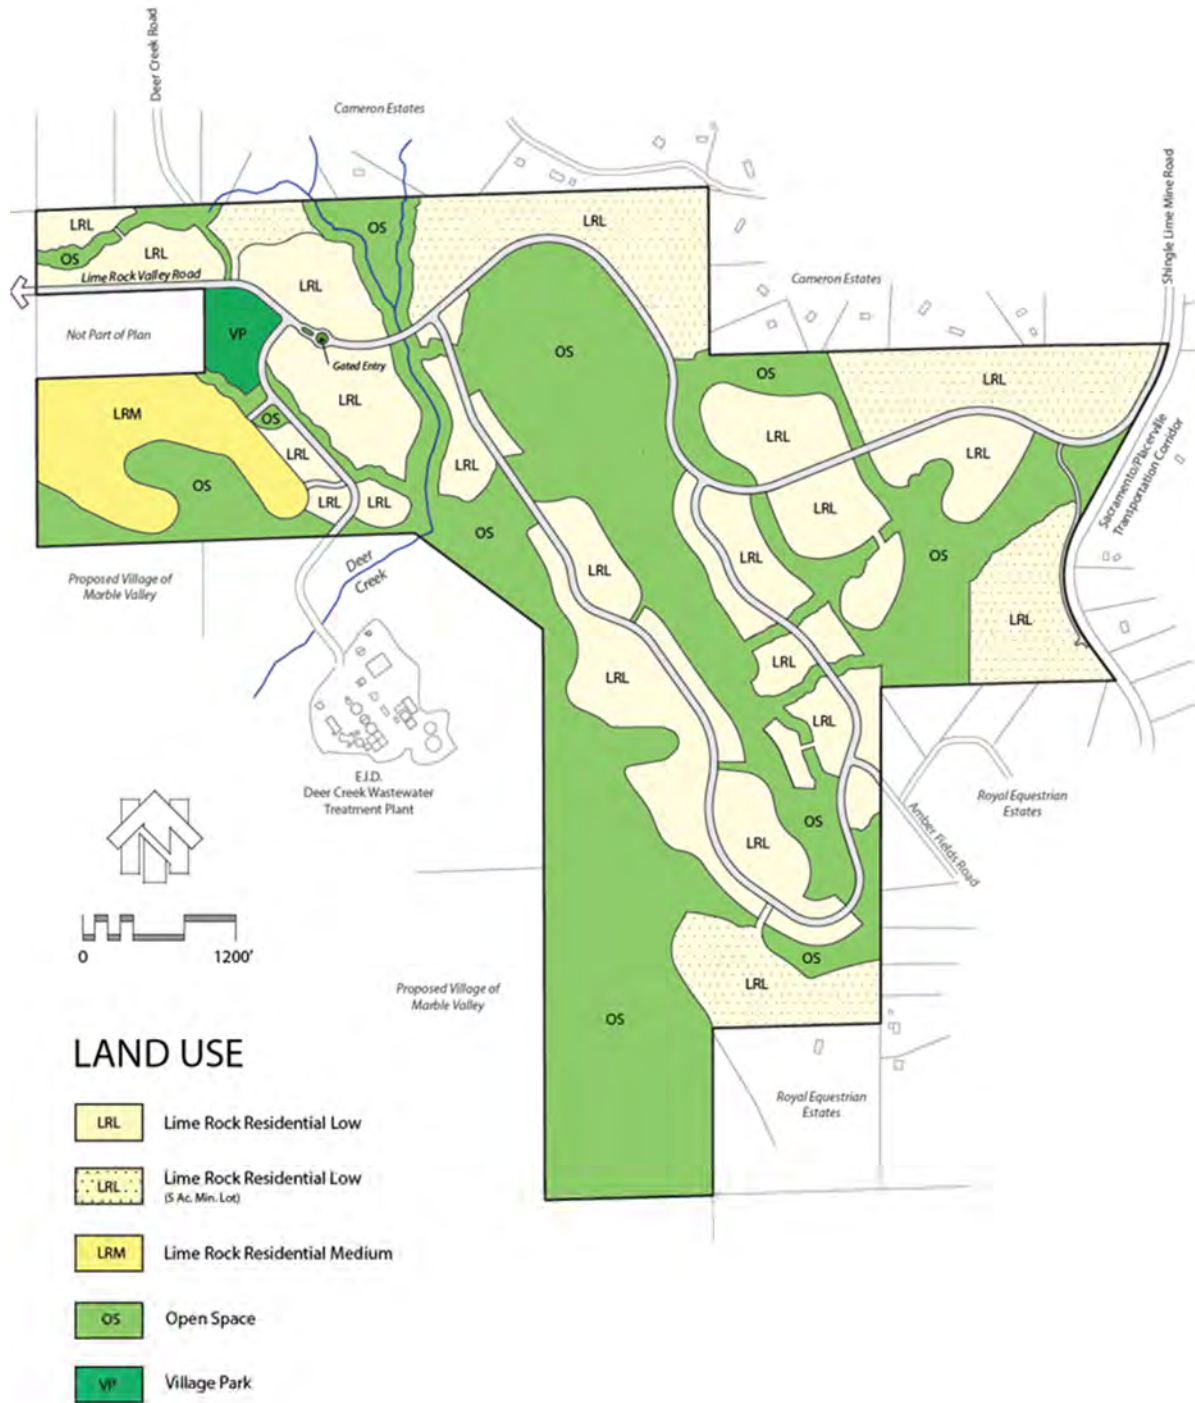 Deer Creek Road
Cameron Estates
Shingle Lime Mine Road
LRL
OS
LRL
OS
LRL
Lime Rock Valley Road
LRL
LRL
Cameron Estates
Not Part of Plan
VP
Gated Entry
OS
OS
LRL
LRL
LRM
LRL
OS
LRL
LRL
Sacramento/Placerville
Transportation Corridor
LRL
LRL
OS
LRL
LRL
LRL
OS
OS
LRL
LRL
Deer
Creek
Proposed Village of
Marble Valley
LRL
LRL
LRL
LRL
E.I.D.
Deer Creek Wastewater
Treatment Plant
Royal Equestrian
Estates
OS
Amber Fields Road
LRL
N
0
1200'
OS
LRL
Proposed Village of
Marble Valley
OS
Royal Equestrian
Estates
LAND USE
LRL Lime Rock Residential Low
LRL Lime Rock Residential Low
(5 Ac. Min. Lot)
LRM Lime Rock Residential Medium
OS Open Space
VP Village Park